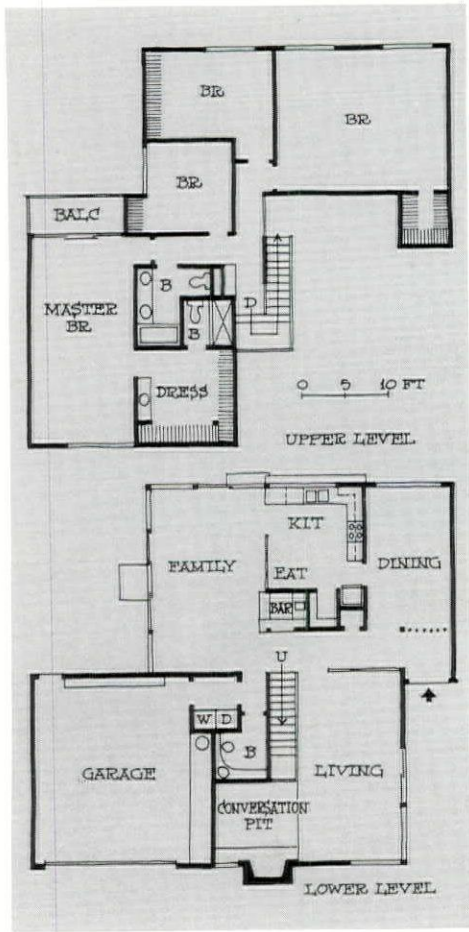 BR
BR
BR
BALC
MASTER
BR
B
B
D
DRESS
0 5 10 FT
UPPER LEVEL
KIT
FAMILY
EAT
DINING
BAR
U
W D
B
GARAGE
LIVING
CONVERSATION
PIT
LOWER LEVEL